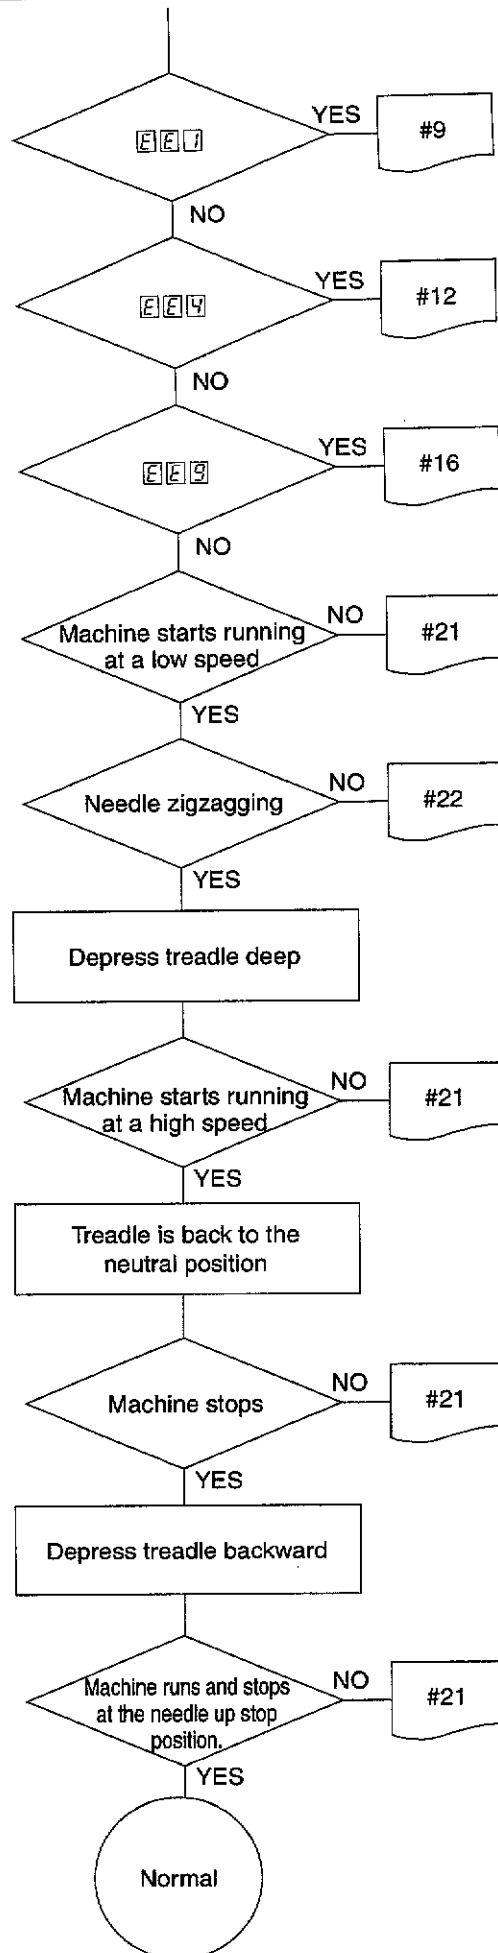 EE1
YES
#9
NO
EE4
YES
#12
NO
EE9
YES
#16
NO
Machine starts running
at a low speed
NO
#21
YES
Needle zigzagging
NO
#22
YES
Depress treadle deep
Machine starts running
at a high speed
NO
#21
YES
Treadle is back to the
neutral position
Machine stops
NO
#21
YES
Depress treadle backward
Machine runs and stops
at the needle up stop
position.
NO
#21
YES
Normal